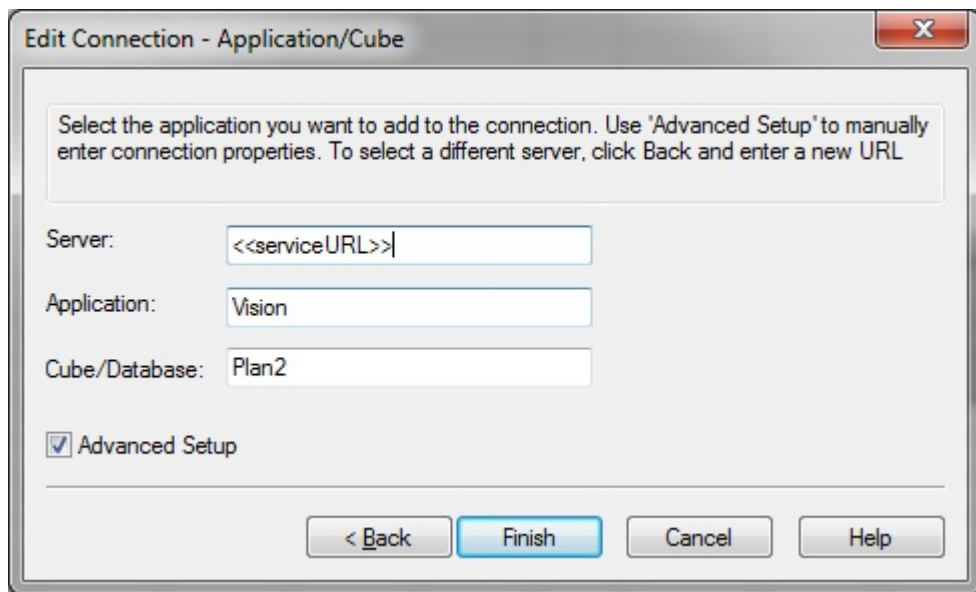 Edit Connection - Application/Cube
X
Select the application you want to add to the connection. Use 'Advanced Setup' to manually
enter connection properties. To select a different server, click Back and enter a new URL
Server: <<serviceURL>>
Application: Vision
Cube/Database: Plan2
Advanced Setup
< Back Finish Cancel Help